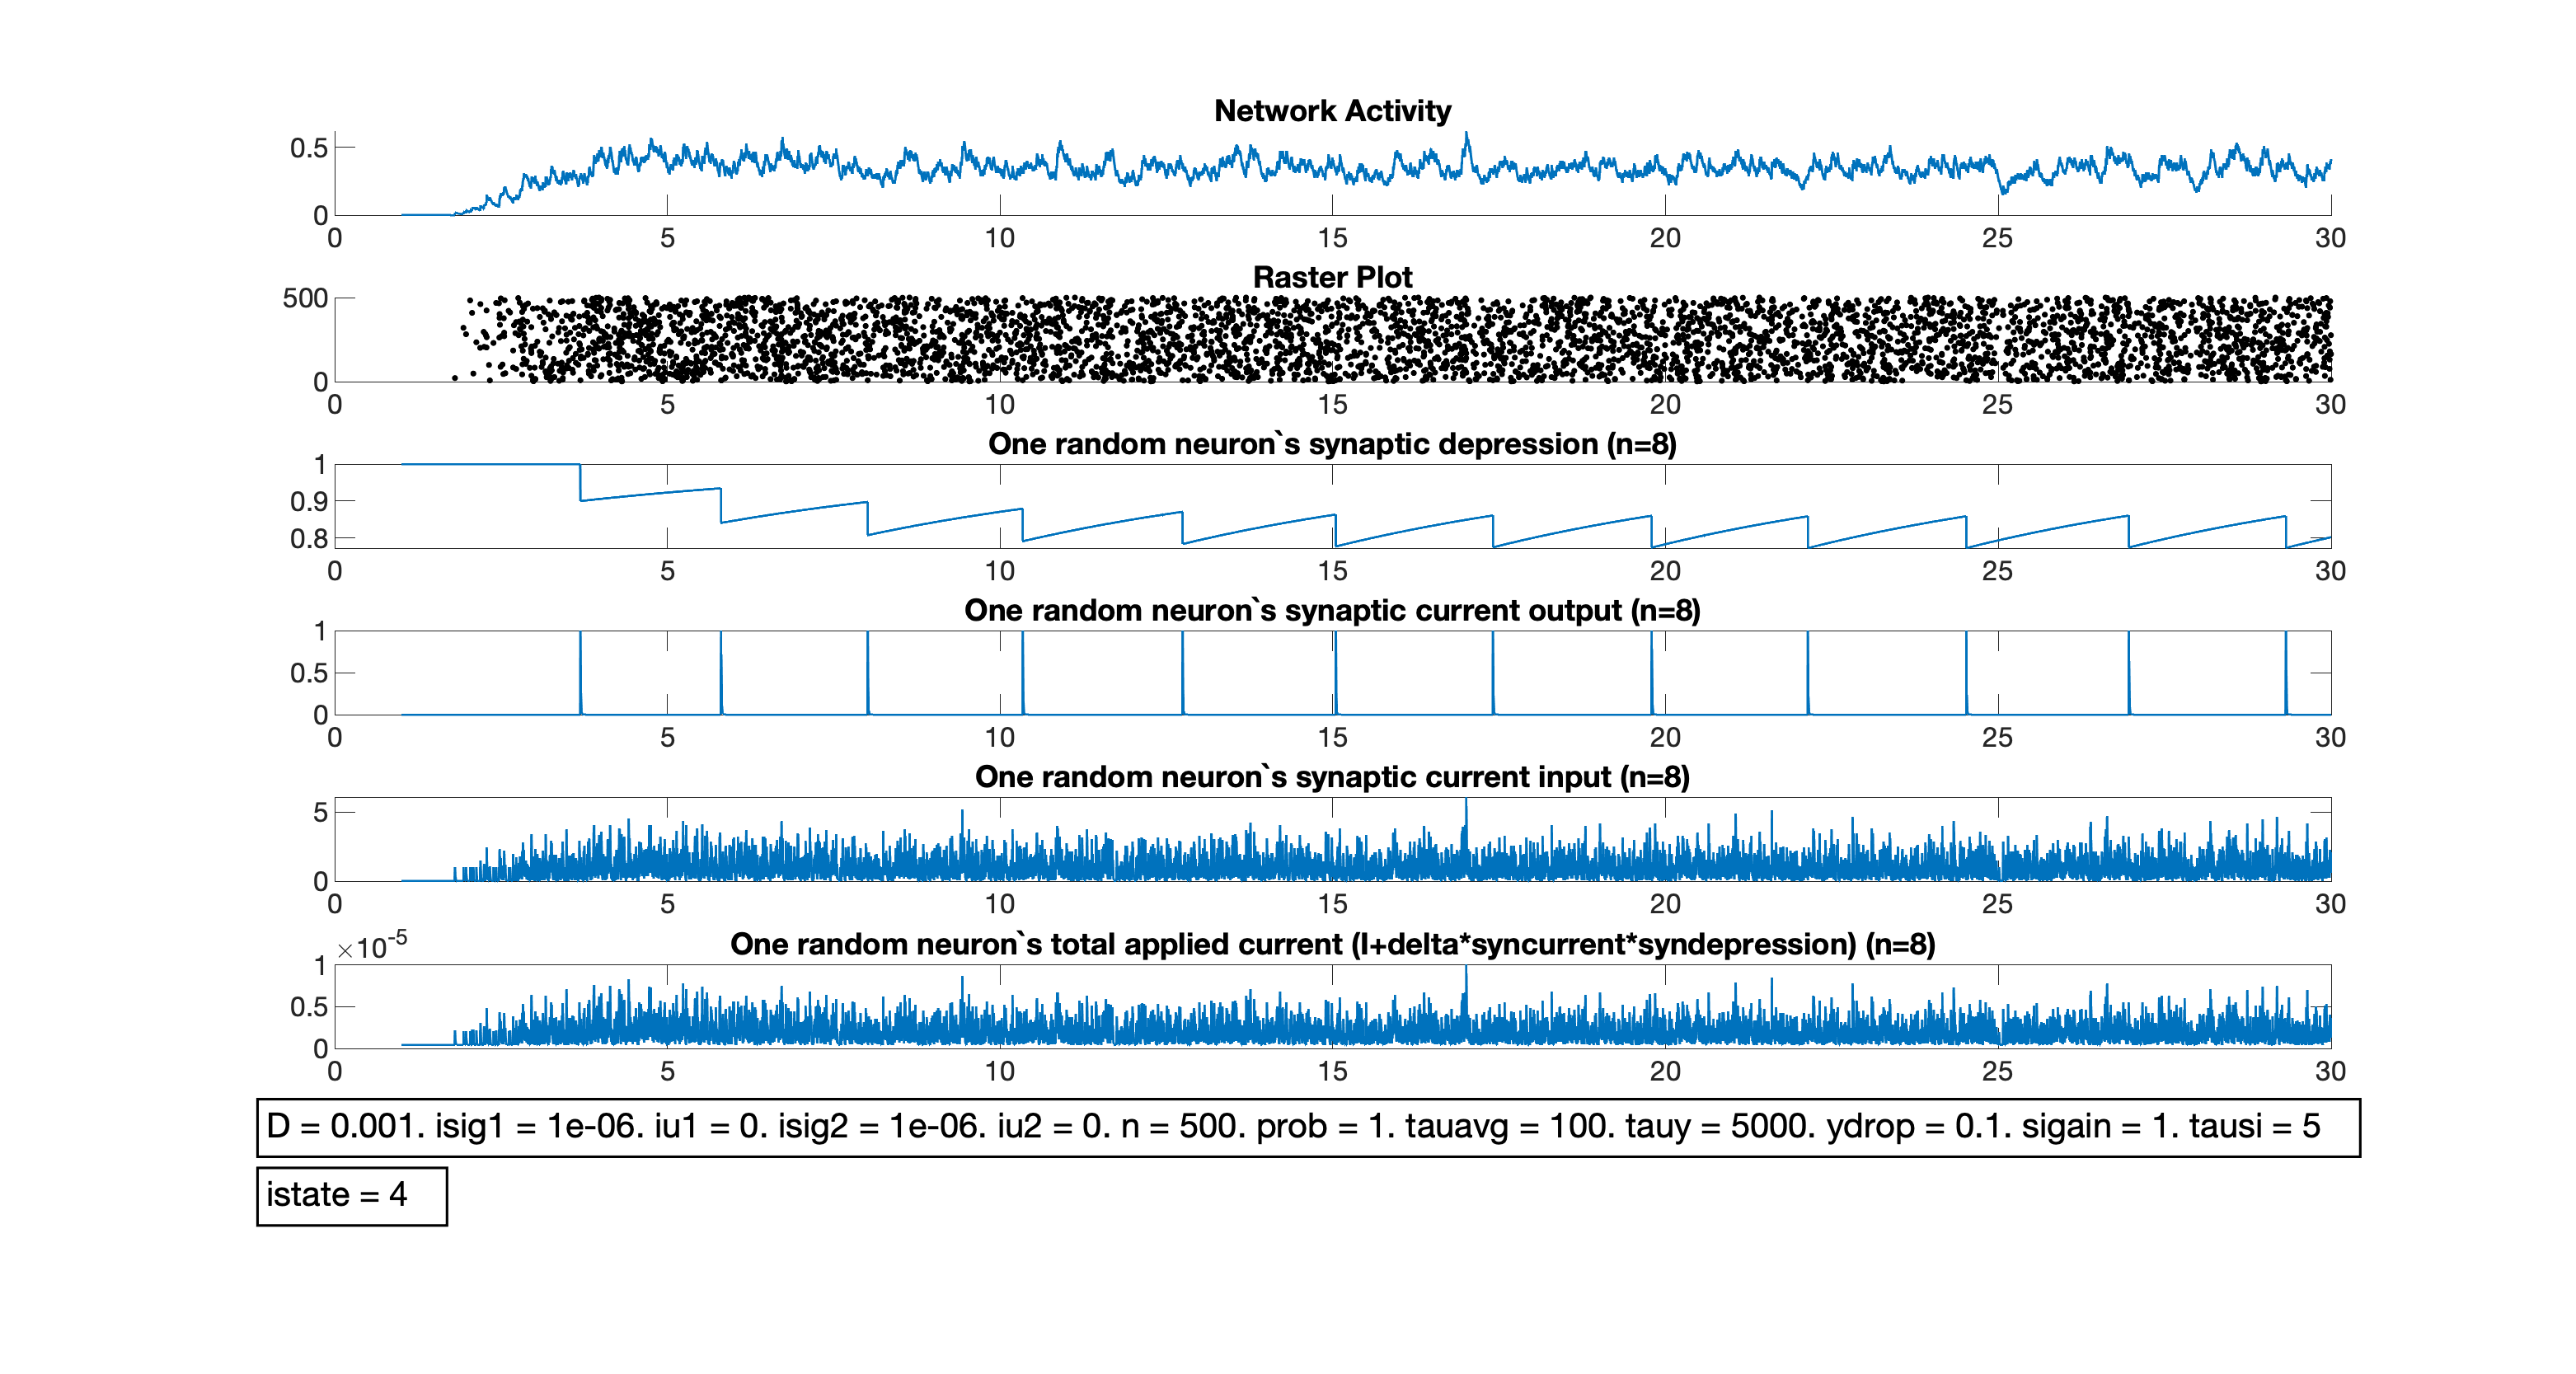 Network Activity
0.5
0
0 5 10 15 20 25 30
Raster Plot
500
0
0 5 10 15 20 25 30
One random neuron`s synaptic depression (n=8)
1
0.9
0.8
0 5 10 15 20 25 30
One random neuron`s synaptic current output (n=8)
1
0.5
0
0 5 10 15 20 25 30
One random neuron`s synaptic current input (n=8)
5
0
0 5 10 15 20 25 30
×10-5
One random neuron`s total applied current (I+delta*syncurrent*syndepression) (n=8)
1
0.5
0
0 5 10 15 20 25 30
D = 0.001. isig1 = 1e-06. iu1 = 0. isig2 = 1e-06. iu2 = 0. n = 500. prob = 1. tauavg = 100. tauy = 5000. ydrop = 0.1. sigain = 1. tausi = 5
istate = 4